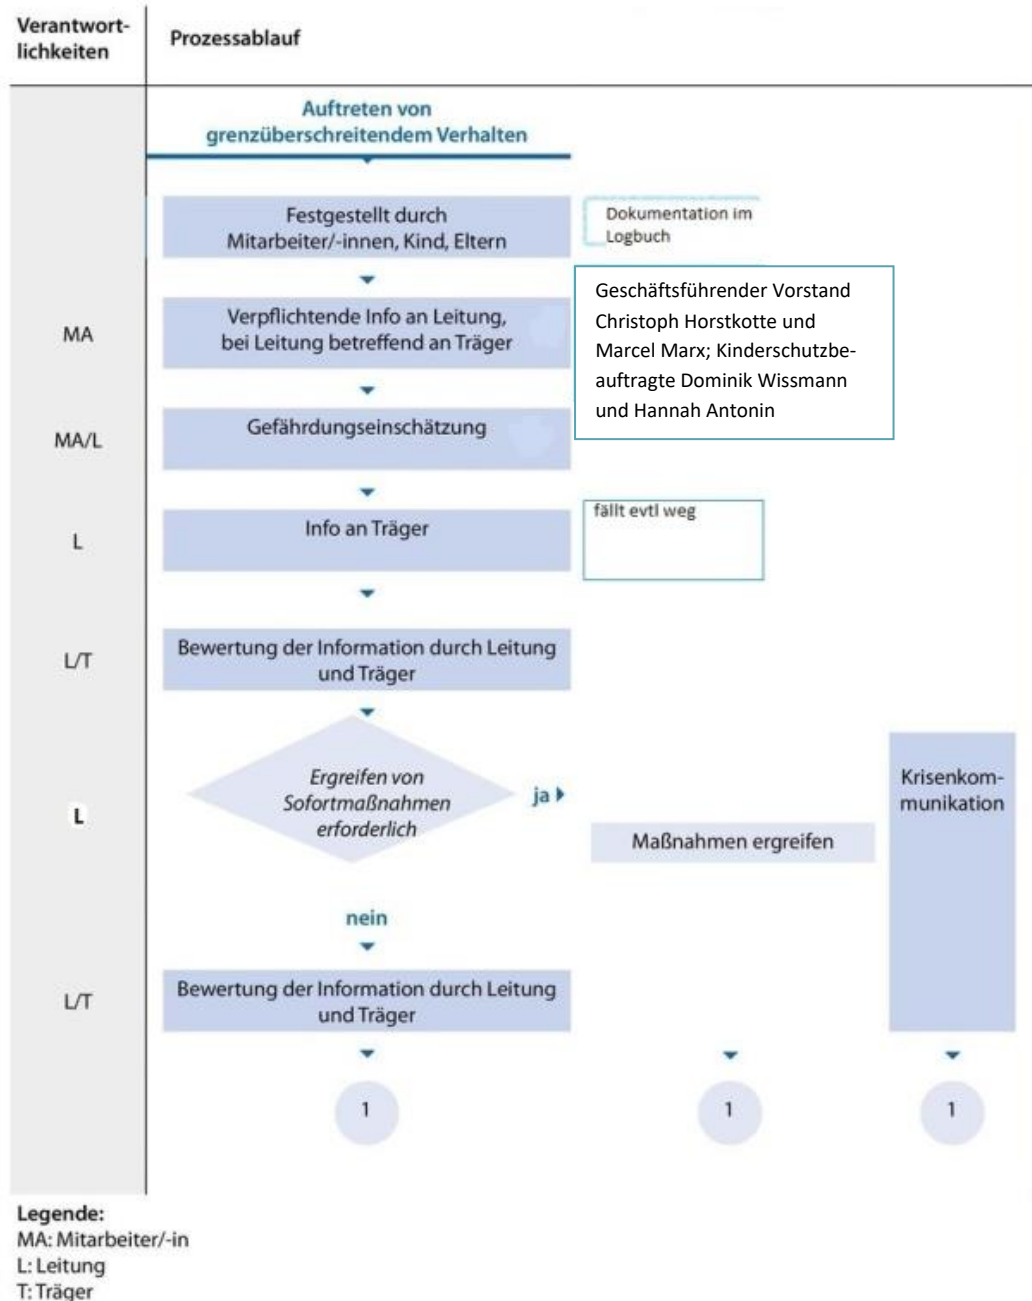 Verantwort-
lichkeiten
Prozessablauf
Auftreten von
grenzüberschreitendem Verhalten
Festgestellt durch
Mitarbeiter/-innen, Kind, Eltern
Dokumentation im
Logbuch
MA
Verpflichtende Info an Leitung,
bei Leitung betreffend an Träger
Geschäftsführender Vorstand
Christoph Horstkotte und
Marcel Marx; Kinderschutzbe-
auftragte Dominik Wissmann
und Hannah Antonin
MA/L
Gefährdungseinschätzung
L
Info an Träger
fällt evtl weg
L/T
Bewertung der Information durch Leitung
und Träger
L
Ergreifen von
Sofortmaßnahmen
erforderlich
ja
Maßnahmen ergreifen
Krisenkom-
munikation
nein
L/T
Bewertung der Information durch Leitung
und Träger
1
1
1
Legende:
MA: Mitarbeiter/-in
L: Leitung
T: Träger